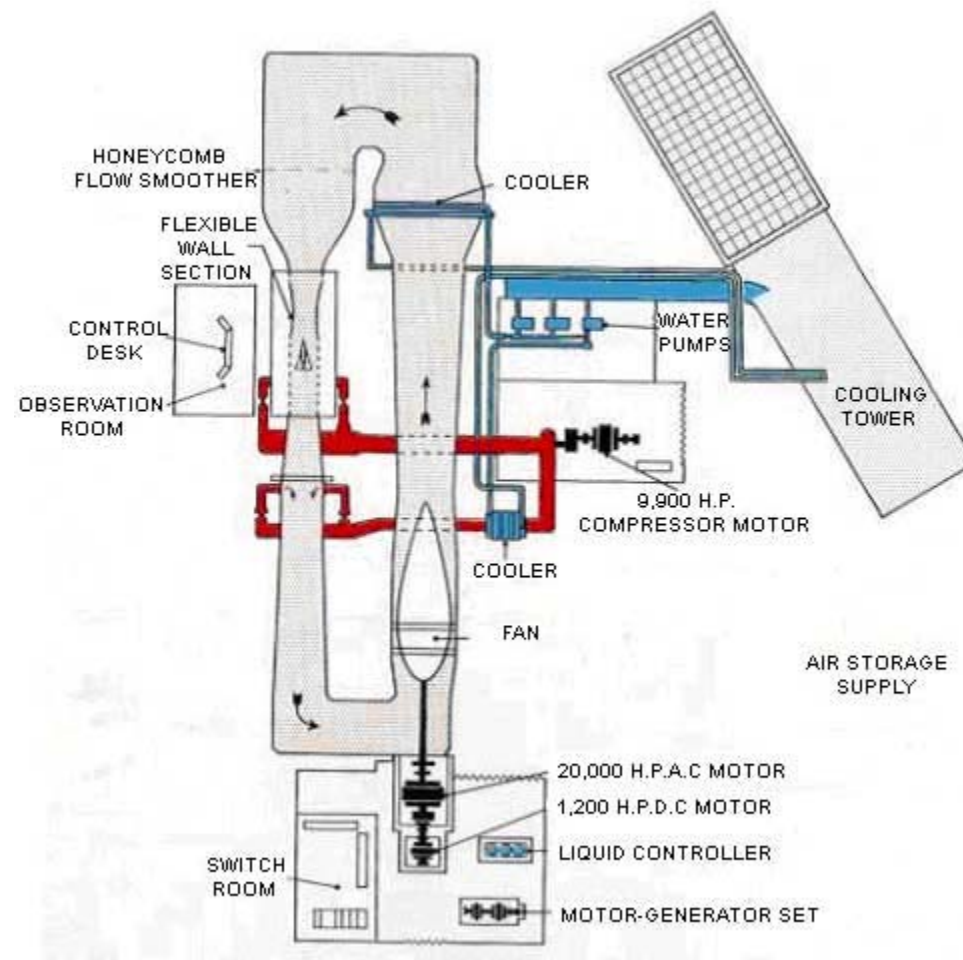 HONEYCOMB
FLOW SMOOTHER
COOLER
FLEXIBLE
WALL
SECTION
CONTROL
DESK
OBSERVATION
ROOM
WATER
PUMPS
COOLING
TOWER
9,900 H.P.
COMPRESSOR MOTOR
COOLER
FAN
AIR STORAGE
SUPPLY
20,000 H.P.A.C MOTOR
1,200 H.P.D.C MOTOR
LIQUID CONTROLLER
SWITCH
ROOM
MOTOR-GENERATOR SET